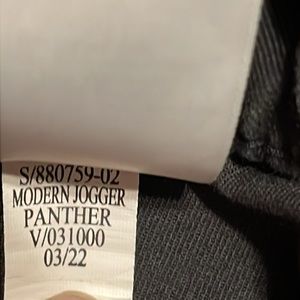 S/880759-02
MODERN JOGGER
PANTHER
V/031000
03/22